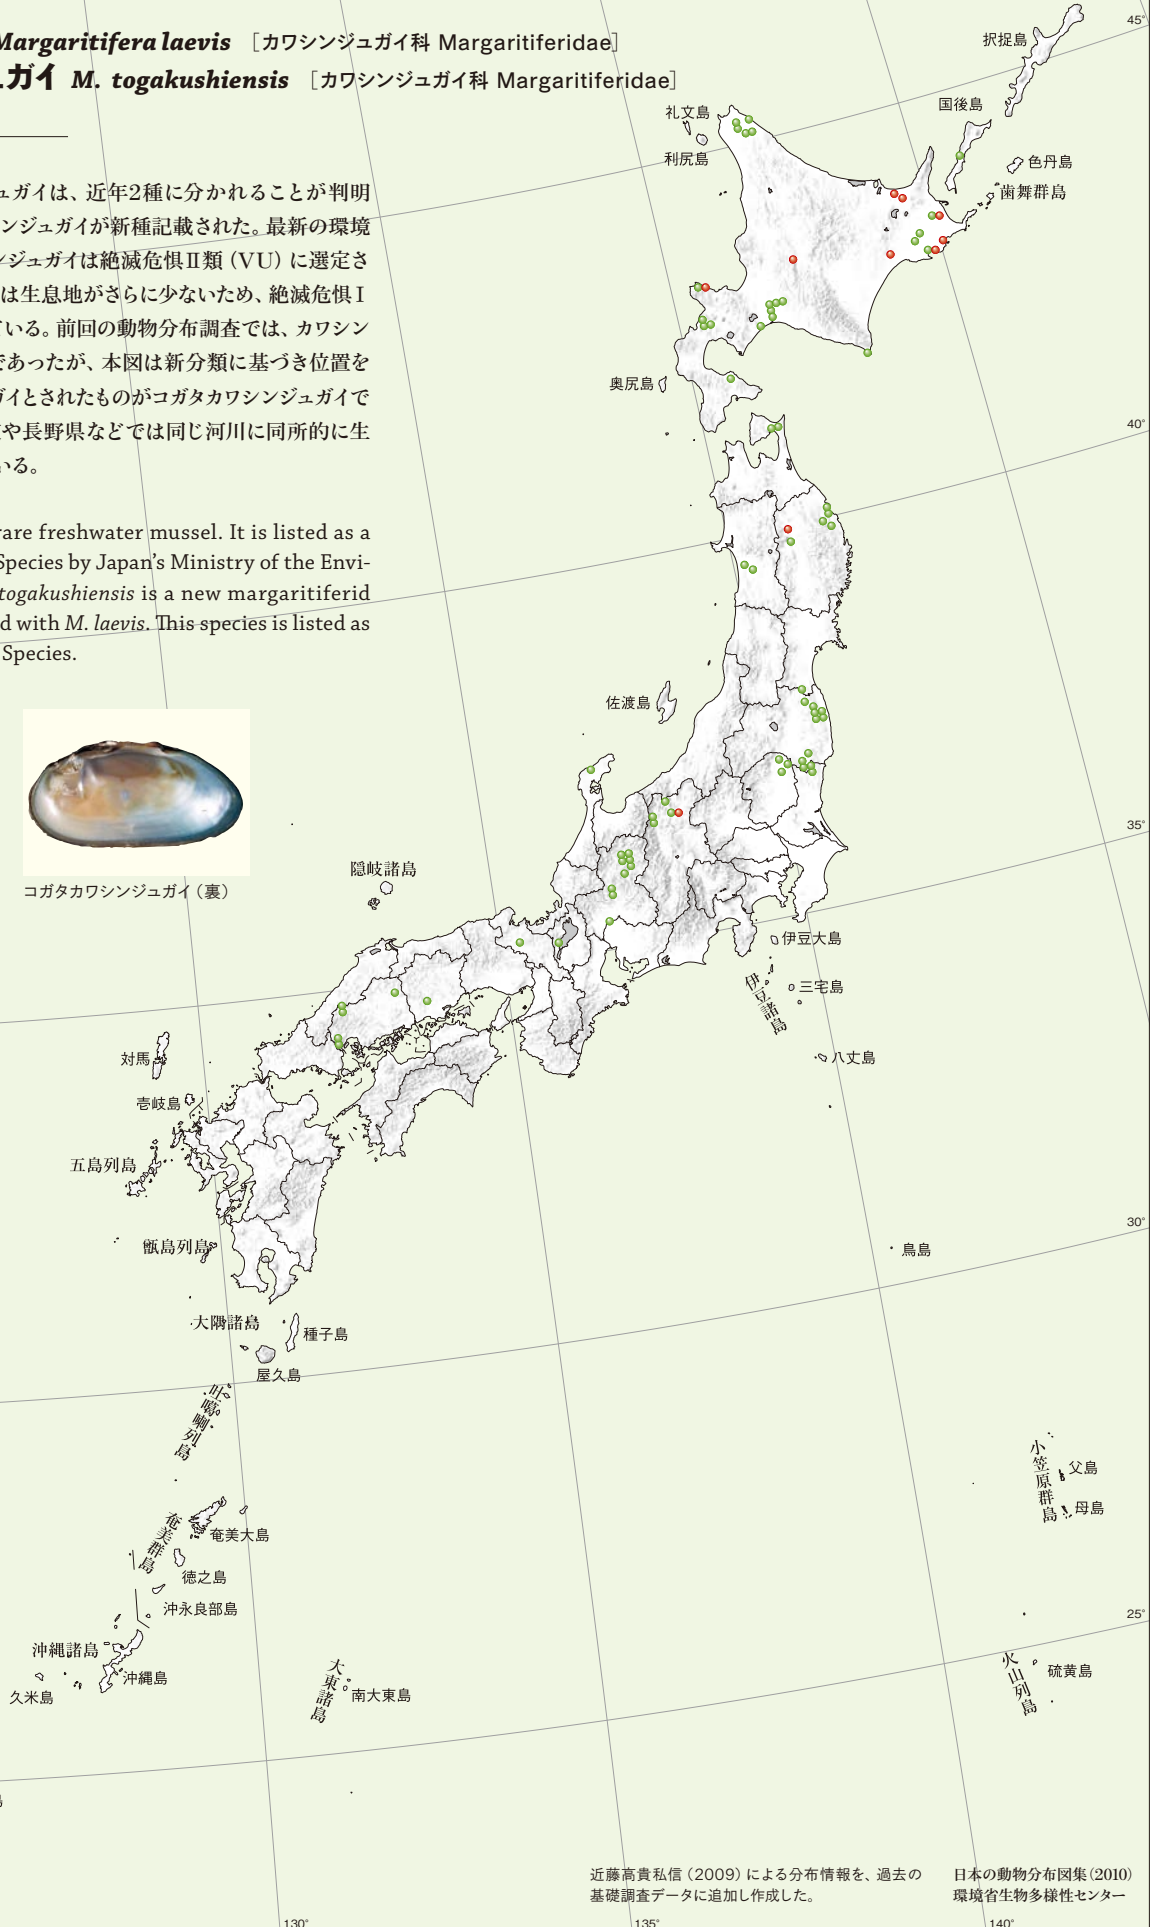 Margaritifera laevis ［カワシンジュガイ科 Margaritiferidae］
ュガイ M. togakushiensis ［カワシンジュガイ科 Margaritiferidae］
ュガイは、近年2種に分かれることが判明
ンジュガイが新種記載された。最新の環境
ンジュガイは絶滅危惧Ⅱ類（VU）に選定さ
は生息地がさらに少ないため、絶滅危惧Ⅰ
ている。前回の動物分布調査では、カワシン
であったが、本図は新分類に基づき位置を
ガイとされたものがコガタカワシンジュガイで
や長野県などでは同じ河川に同所的に生
いる。
rare freshwater mussel. It is listed as a
Species by Japan’s Ministry of the Envi-
togakushiensis is a new margaritiferid
d with M. laevis. This species is listed as
Species.
コガタカワシンジュガイ（裏）
45°
択捉島
国後島
礼文島
利尻島
色丹島
歯舞群島
奥尻島
40°
佐渡島
35°
隠岐諸島
伊豆大島
三宅島
伊豆諸島
八丈島
対馬
壱岐島
五島列島
30°
甑島列島
鳥島
大隅諸島
種子島
屋久島
吐噶喇列島
小笠原群島
父島
母島
奄美群島
奄美大島
徳之島
沖永良部島
25°
沖縄諸島
沖縄島
久米島
大東諸島
南大東島
火山列島
硫黄島
近藤高貴私信（2009）による分布情報を、過去の
基礎調査データに追加し作成した。
日本の動物分布図集（2010）
環境省生物多様性センター
130°
135°
140°